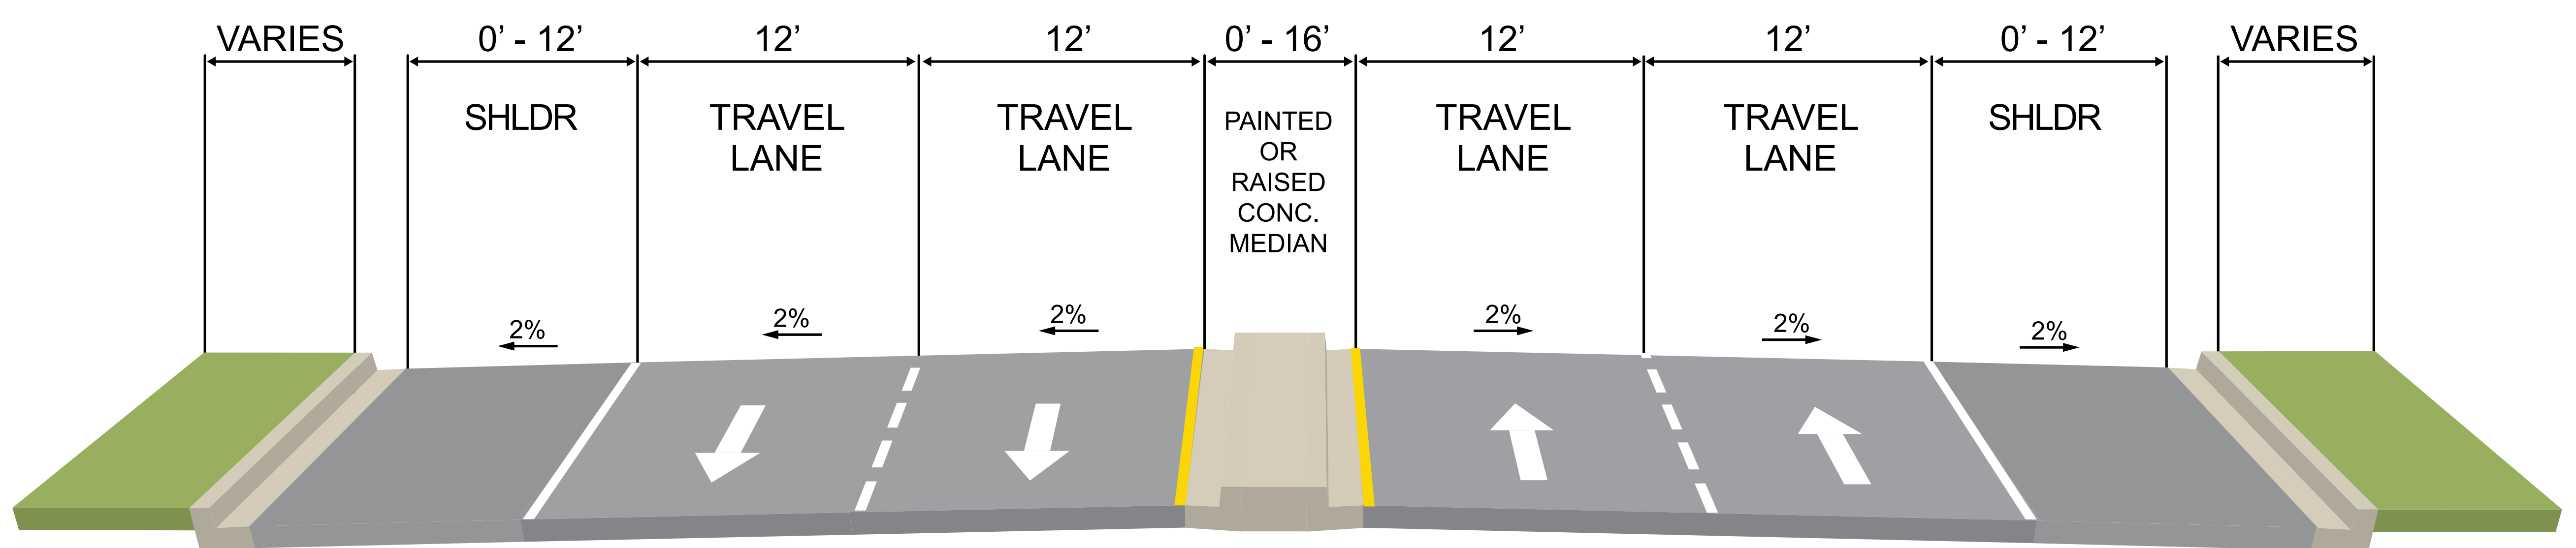 VARIES 0’ - 12’ 12’ 12’ 0’ - 16’ 12’ 12’ 0’ - 12’ VARIES
SHLDR
TRAVEL
LANE
TRAVEL
LANE
PAINTED
OR
RAISED
CONC.
MEDIAN
TRAVEL
LANE
TRAVEL
LANE
SHLDR
2% 2% 2% 2% 2% 2%